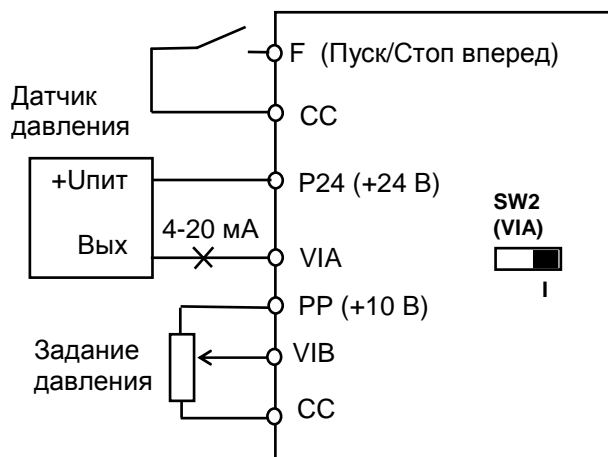 F (Пуск/Стоп вперед)
Датчик
давления
CC
+Uпит
P24 (+24 В)
SW2
(VIA)
Вых
4-20 мА
VIA
I
PP (+10 В)
Задание
давления
VIB
CC